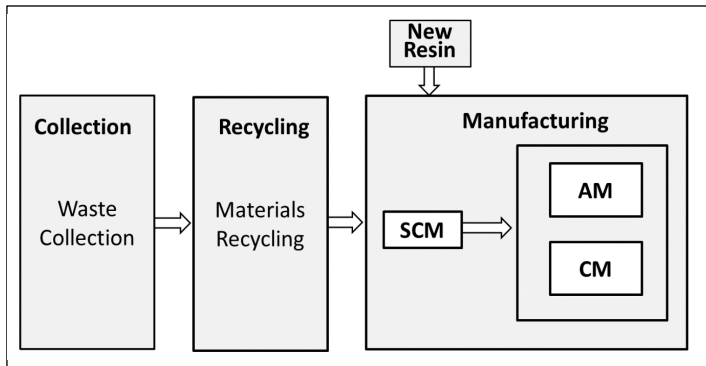 New
Resin
Collection
Waste
Collection
Recycling
Materials
Recycling
Manufacturing
SCM
AM
CM